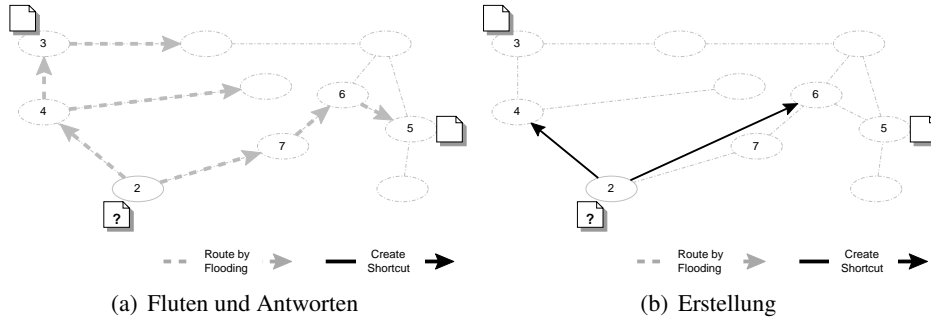 3
6
4
5
7
2
?
Route by
Flooding
Create
Shortcut
(a) Fluten und Antworten
3
6
4
5
7
2
?
Route by
Flooding
Create
Shortcut
(b) Erstellung